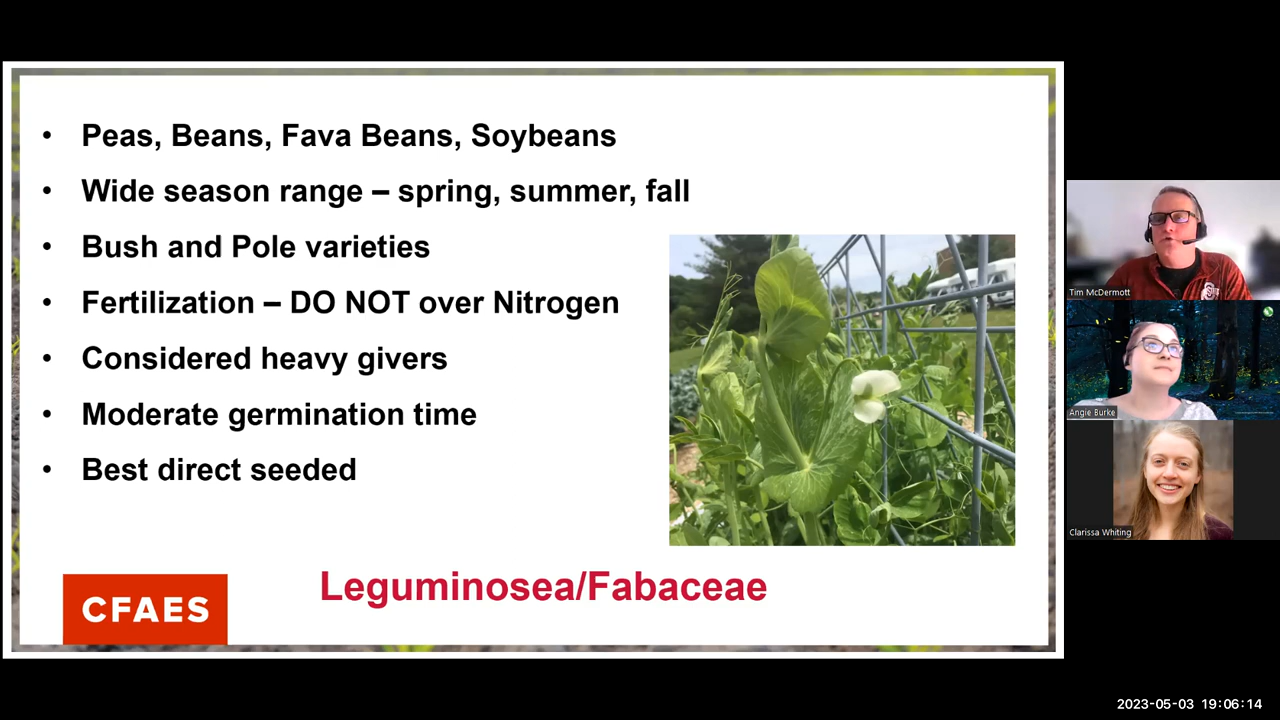 • Peas, Beans, Fava Beans, Soybeans
• Wide season range – spring, summer, fall
• Bush and Pole varieties
• Fertilization – DO NOT over Nitrogen
• Considered heavy givers
• Moderate germination time
• Best direct seeded
Leguminosea/Fabaceae
CFAES
Tim McDermott
Angie Burke
Clarissa Whiting
2023-05-03 19:06:14